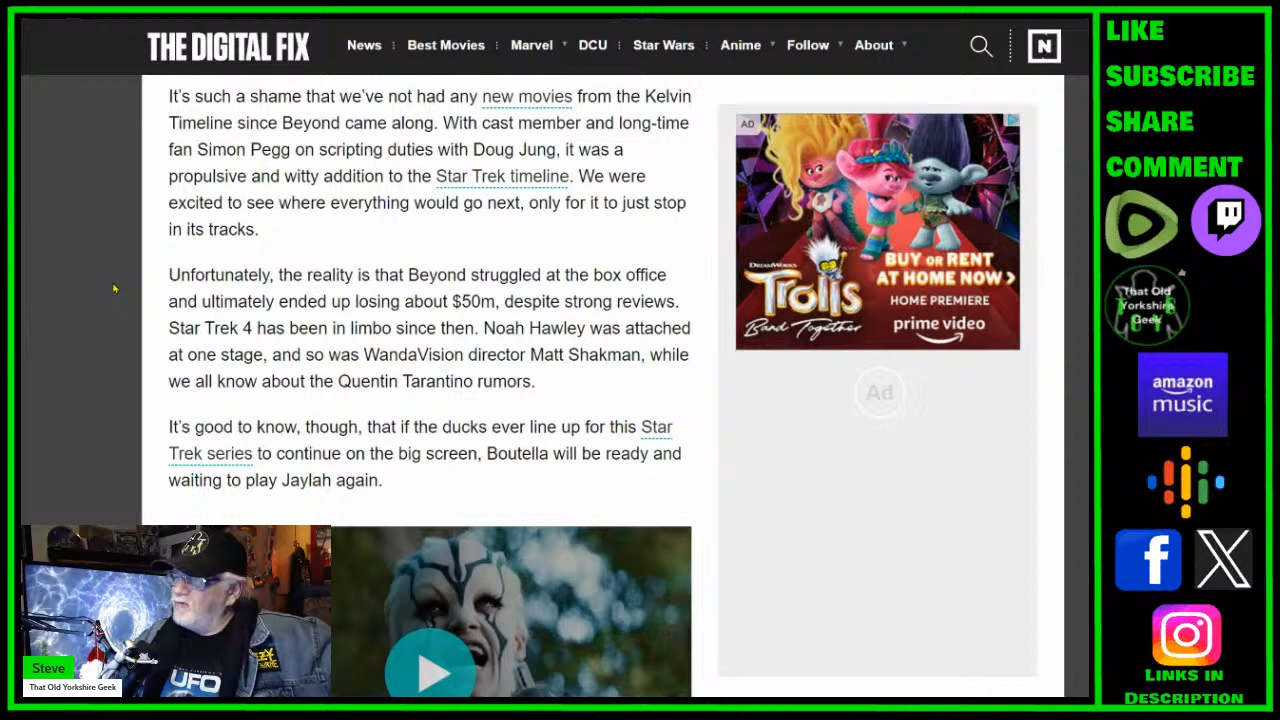 THE DIGITAL FIX
News
Best Movies
Marvel
DCU
Star Wars
Anime
Follow
About
N
It’s such a shame that we’ve not had any new movies from the Kelvin
Timeline since Beyond came along. With cast member and long-time
fan Simon Pegg on scripting duties with Doug Jung, it was a
propulsive and witty addition to the Star Trek timeline. We were
excited to see where everything would go next, only for it to just stop
in its tracks.
Unfortunately, the reality is that Beyond struggled at the box office
and ultimately ended up losing about $50m, despite strong reviews.
Star Trek 4 has been in limbo since then. Noah Hawley was attached
at one stage, and so was WandaVision director Matt Shakman, while
we all know about the Quentin Tarantino rumors.
It’s good to know, though, that if the ducks ever line up for this Star
Trek series to continue on the big screen, Boutella will be ready and
waiting to play Jaylah again.
AD
DREAMWORKS
Trolls
Band Together
BUY OR RENT
AT HOME NOW >
HOME PREMIERE
prime video
Ad
UFO
Steve
That Old Yorkshire Geek
LIKE
SUBSCRIBE
SHARE
COMMENT
That Old
Yorkshire
Geek
amazon
music
f
X
LINKS IN
DESCRIPTION